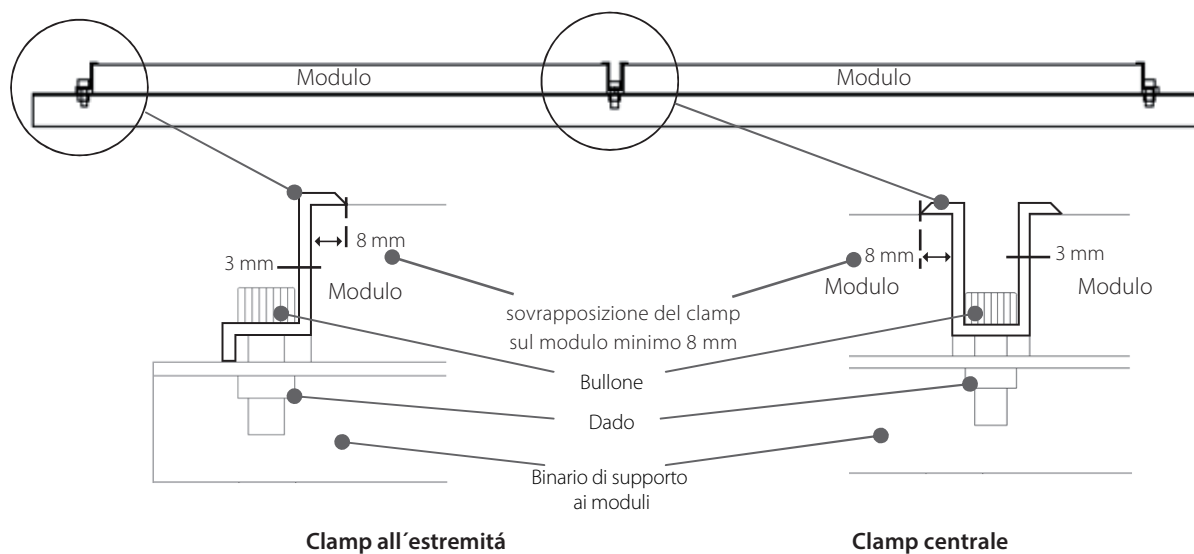 Modulo
Modulo
8 mm
3 mm
Modulo
sovrapposizione del clamp
sul modulo minimo 8 mm
8 mm
3 mm
Modulo
Modulo
Bullone
Dado
Binario di supporto
ai moduli
Clamp all´estremitá
Clamp centrale